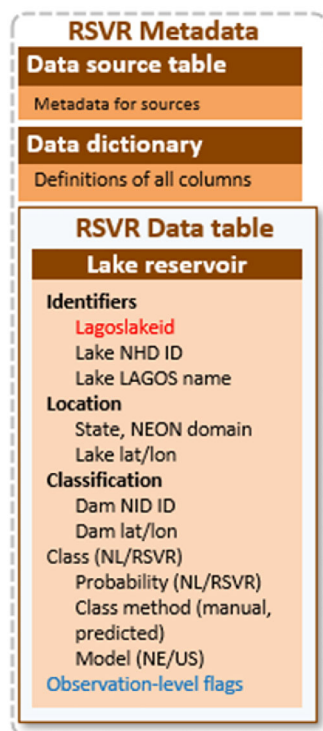 RSVR Metadata
Data source table
Metadata for sources
Data dictionary
Definitions of all columns
RSVR Data table
Lake reservoir
Identifiers
Lagoslakeid
Lake NHD ID
Lake LAGOS name
Location
State, NEON domain
Lake lat/lon
Classification
Dam NID ID
Dam lat/lon
Class (NL/RSVR)
Probability (NL/RSVR)
Class method (manual,
predicted)
Model (NE/US)
Observation-level flags